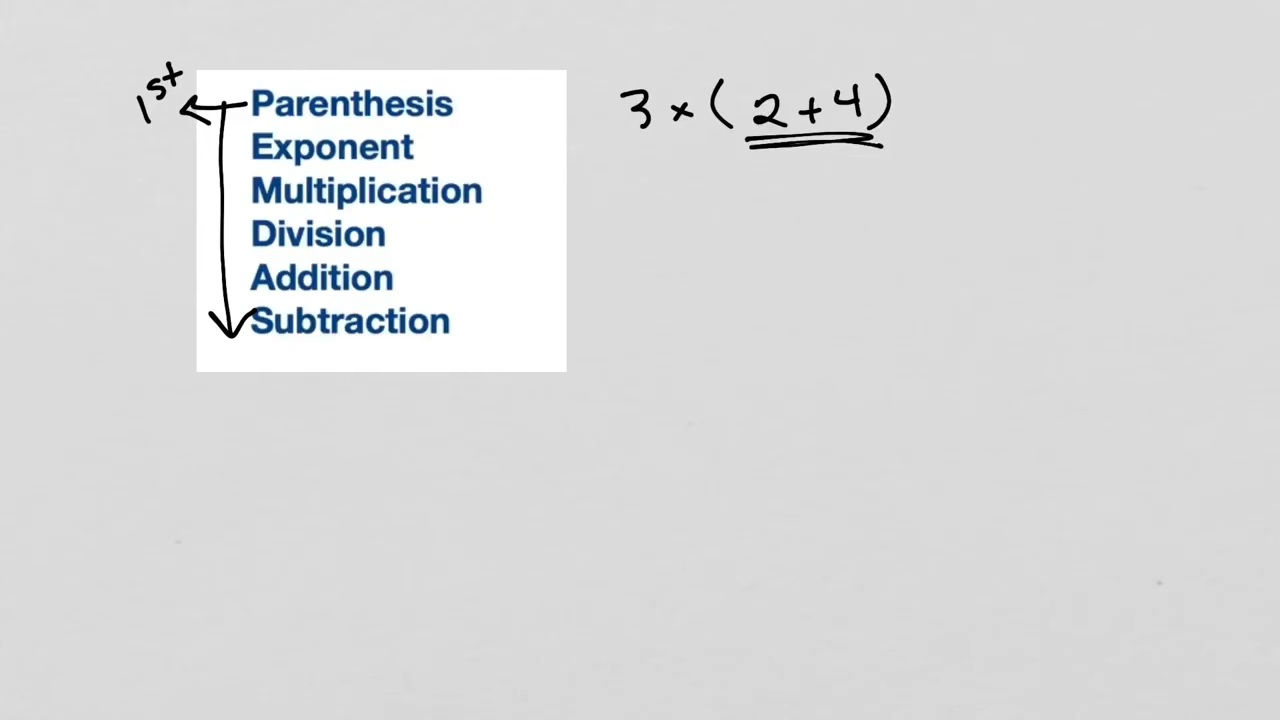 1st
Parenthesis
Exponent
Multiplication
Division
Addition
Subtraction
3 × (2 + 4)